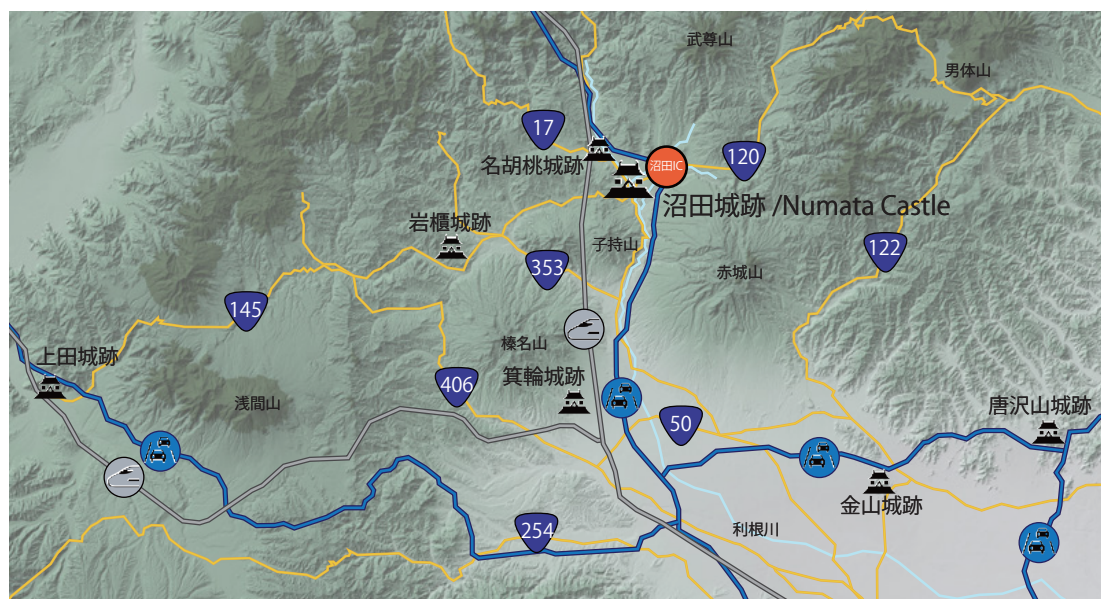 武尊山
男体山
17
120
沼田IC
名胡桃城跡
沼田城跡 /Numata Castle
岩櫃城跡
子持山
122
353
赤城山
145
榛名山
上田城跡
箕輪城跡
406
浅間山
50
唐沢山城跡
金山城跡
254
利根川